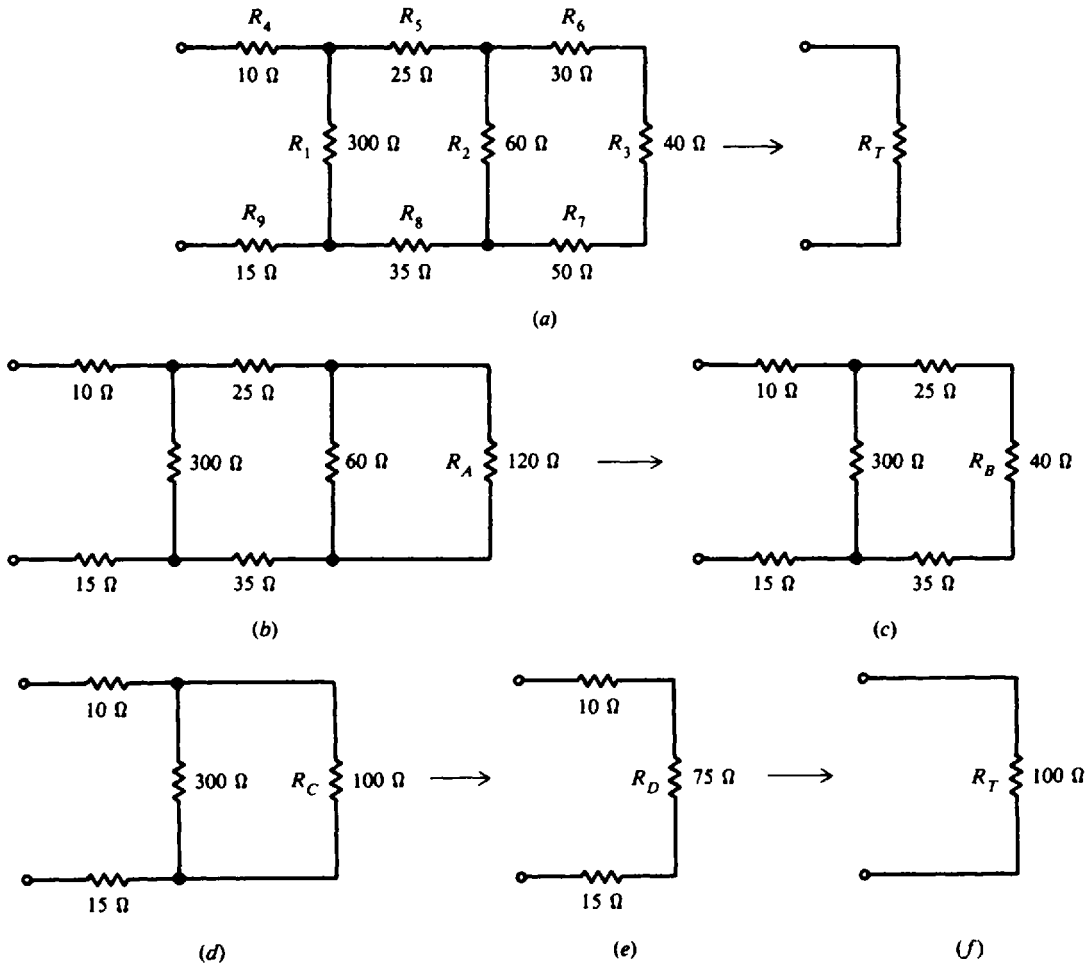 R4 R5 R6
10 Ω 25 Ω 30 Ω
R1 300 Ω R2 60 Ω R3 40 Ω → RT
R9 R8 R7
15 Ω 35 Ω 50 Ω
(a)
10 Ω 25 Ω 10 Ω 25 Ω
300 Ω 60 Ω RA 120 Ω → 300 Ω RB 40 Ω
15 Ω 35 Ω 15 Ω 35 Ω
(b) (c)
10 Ω 10 Ω
300 Ω RC 100 Ω → RD 75 Ω → RT 100 Ω
15 Ω 15 Ω
(d) (e) (f)